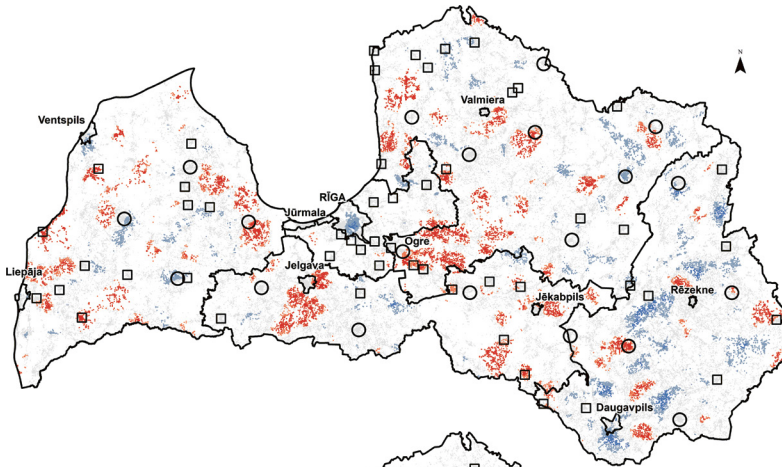 N
Valmiera
Ventspils
RĪGA
Jūrmala
Ogre
Liepāja
Jelgava
Jēkabpils
Rēzekne
Daugavpils